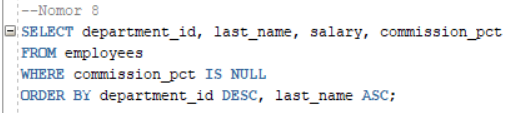 --Nomor 8
SELECT department_id, last_name, salary, commission_pct
FROM employees
WHERE commission_pct IS NULL
ORDER BY department_id DESC, last_name ASC;